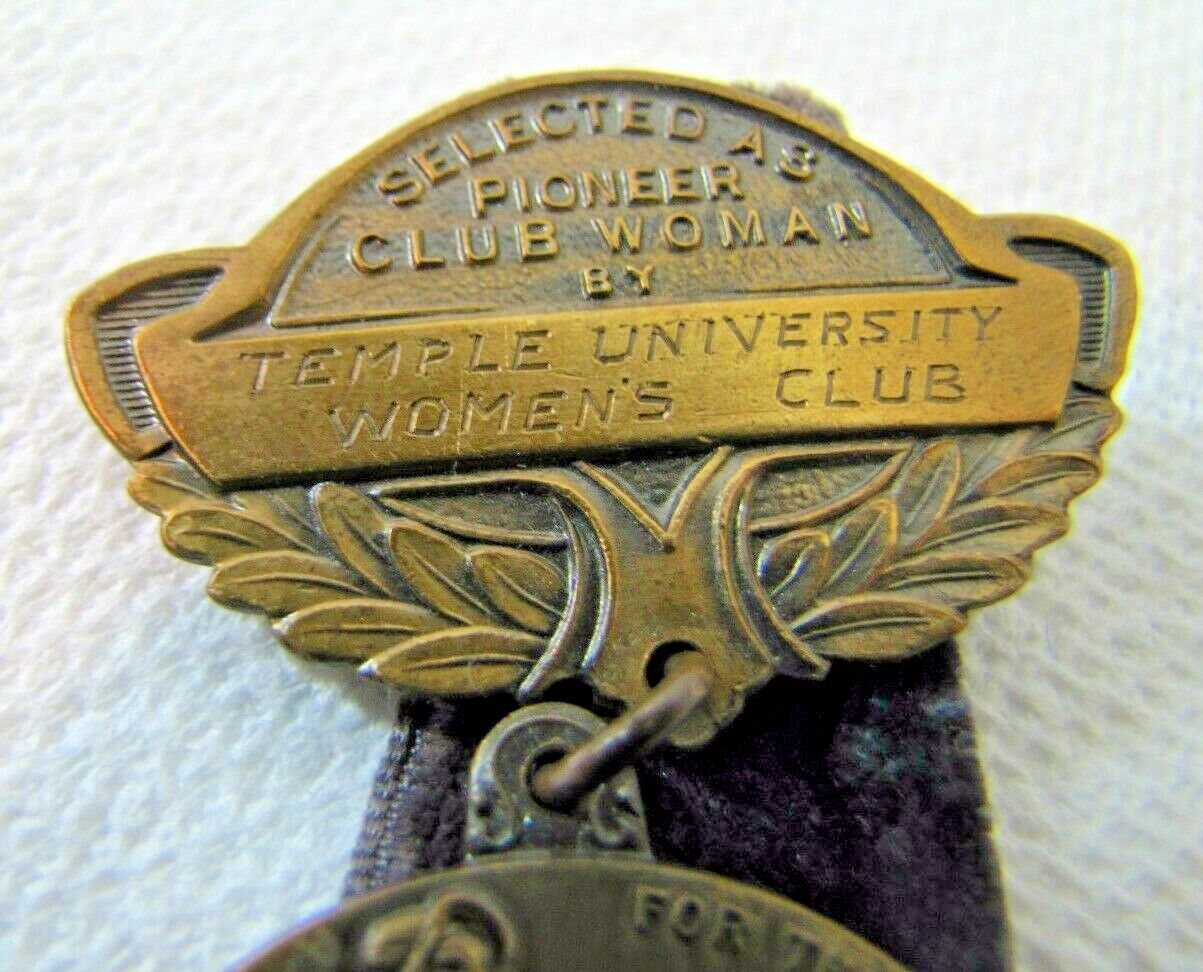 SELECTED AS
PIONEER
CLUB WOMAN
BY
TEMPLE UNIVERSITY
WOMEN'S CLUB
FOR